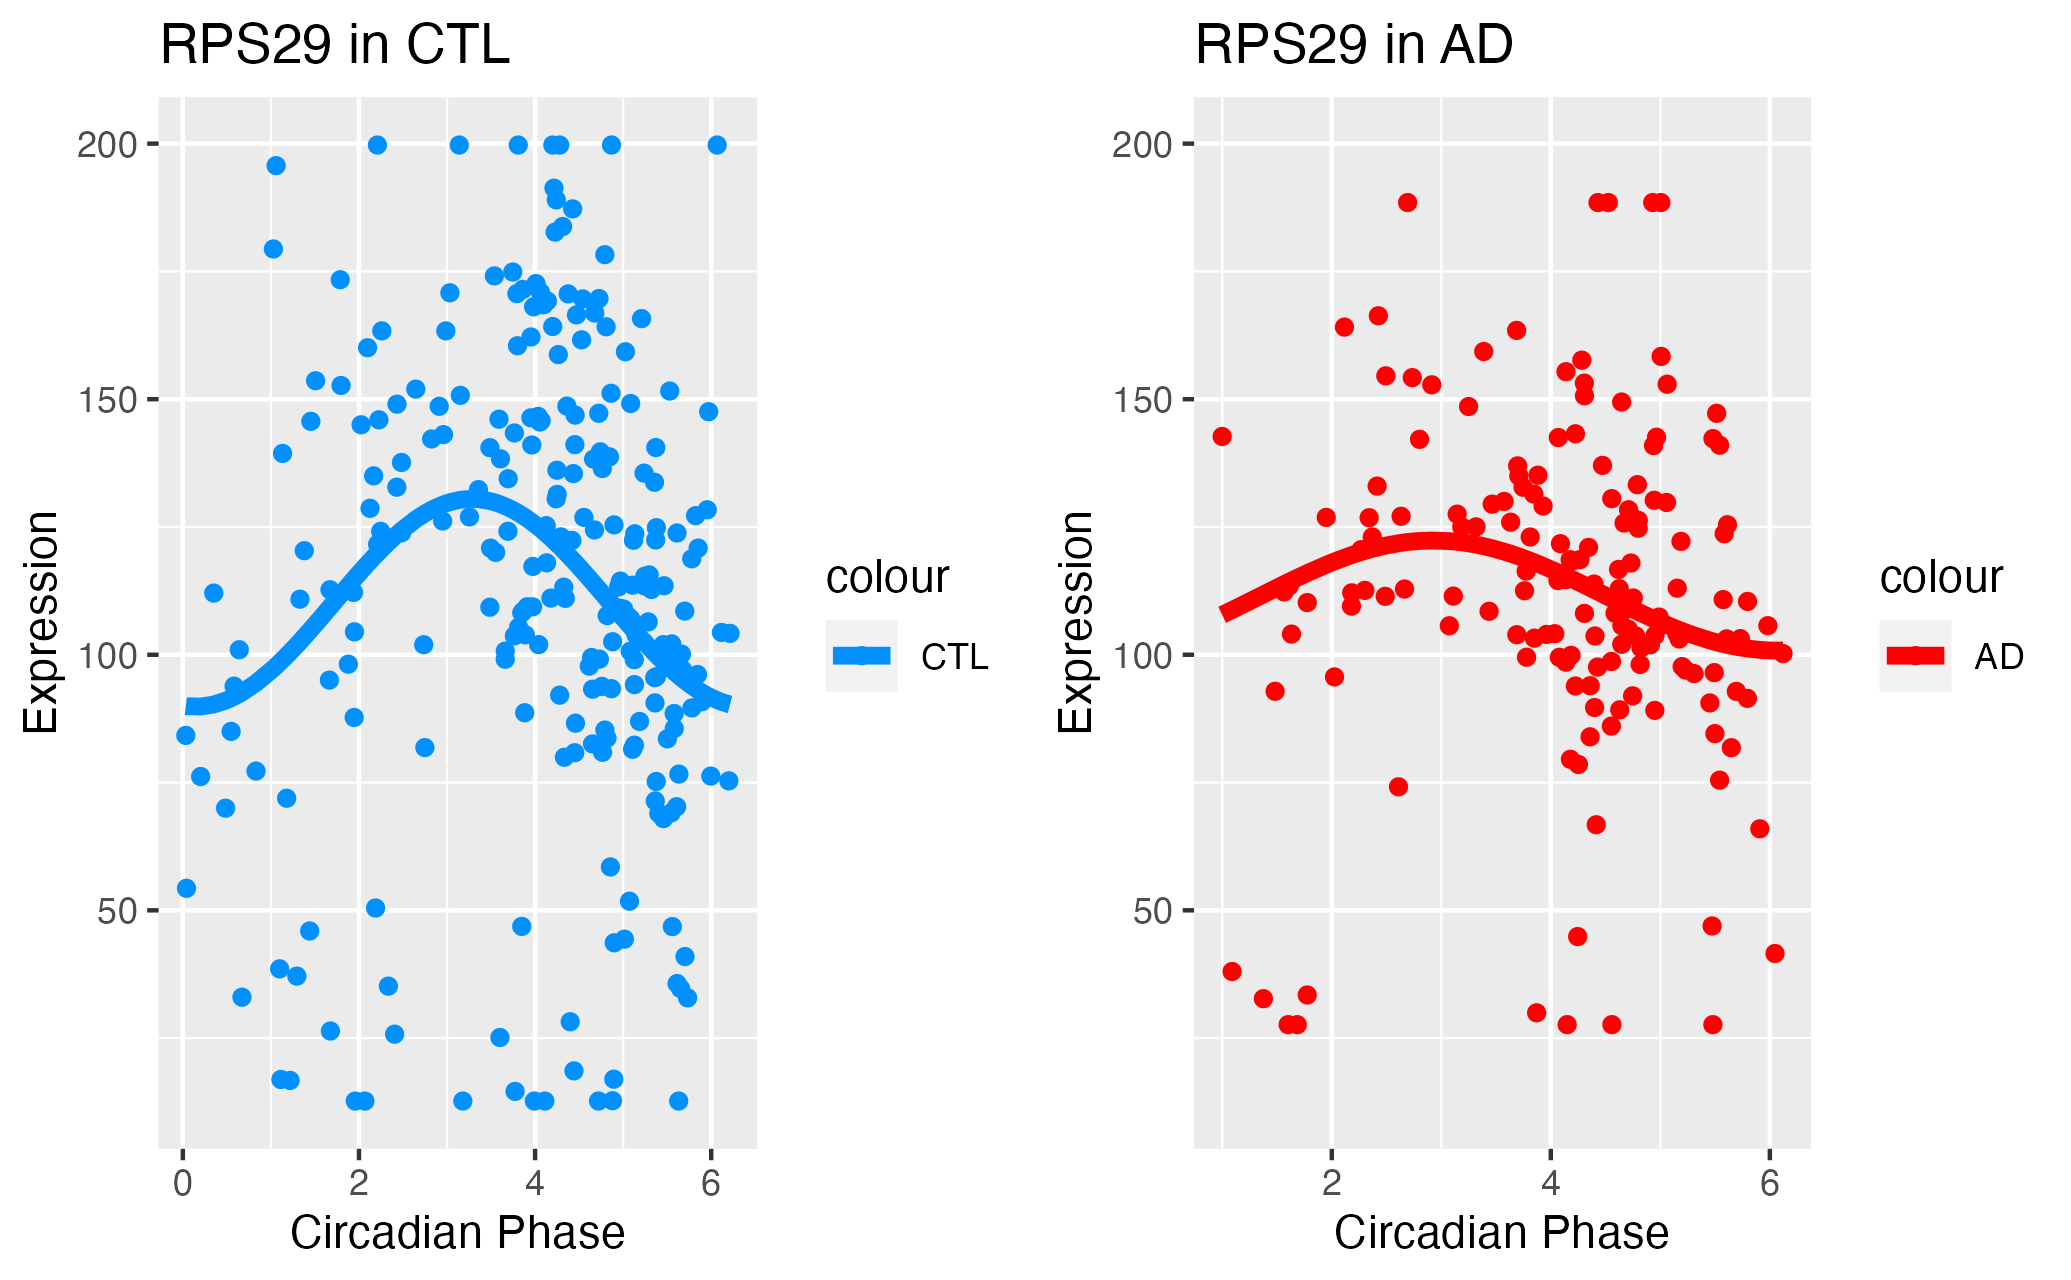 RPS29 in CTL
Expression
200
150
100
50
0 2 4 6
Circadian Phase
colour
CTL
RPS29 in AD
Expression
200
150
100
50
2 4 6
Circadian Phase
colour
AD